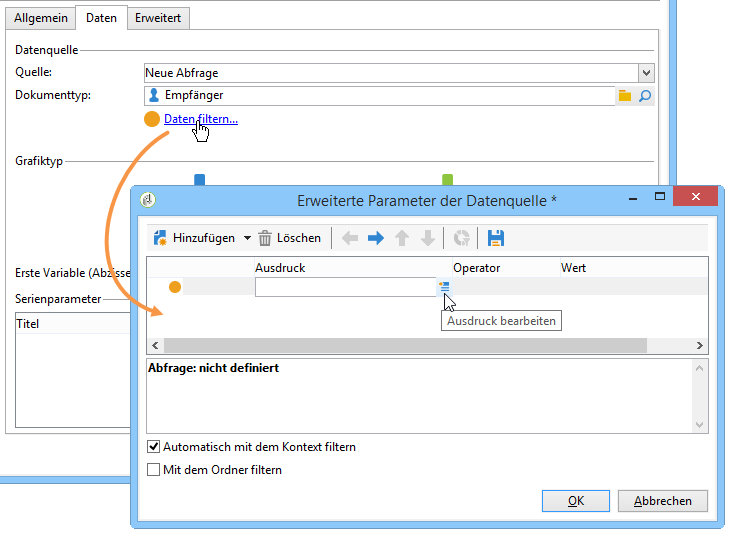 Allgemein Daten Erweitert
Datenquelle
Quelle: Neue Abfrage
Dokumenttyp: Empfänger
Daten filtern...
Grafiktyp
Erweiterte Parameter der Datenquelle *
Hinzufügen Löschen
Ausdruck Operator Wert
Ausdruck bearbeiten
Abfrage: nicht definiert
Automatisch mit dem Kontext filtern
Mit dem Ordner filtern
OK Abbrechen
Erste Variable (Abzisse
Serienparameter
Titel